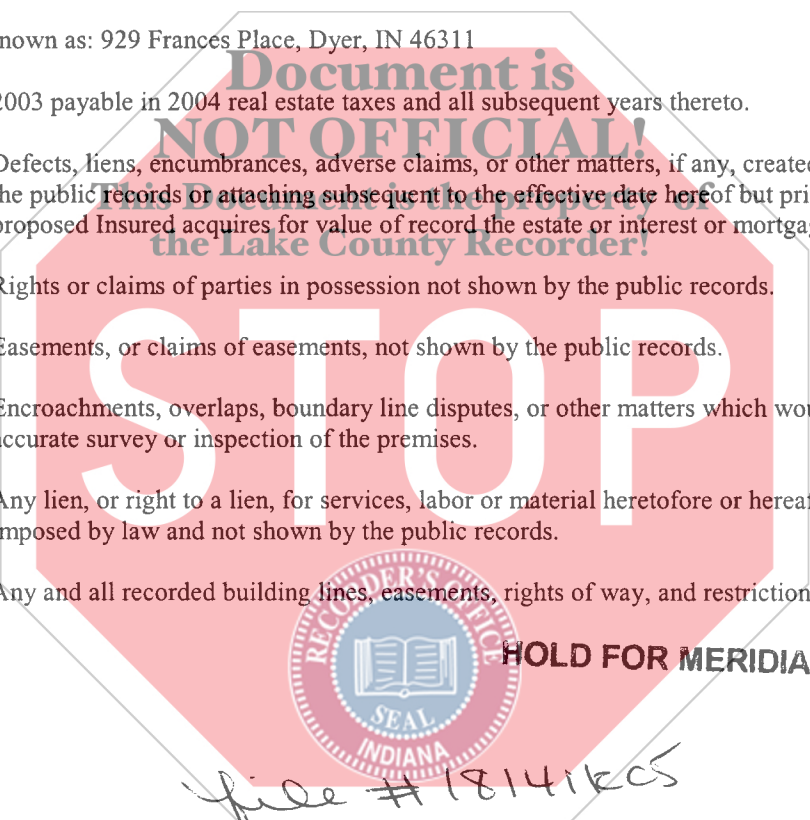 nown as: 929 Frances Place, Dyer, IN 46311
Document is
2003 payable in 2004 real estate taxes and all subsequent years thereto.
NOT OFFICIAL!
Defects, liens, encumbrances, adverse claims, or other matters, if any, created
he public records or attaching subsequent to the effective date hereof but pri
This Document is the property of
proposed Insured acquires for value of record the estate or interest or mortgag
the Lake County Recorder!
Rights or claims of parties in possession not shown by the public records.
STOP
Easements, or claims of easements, not shown by the public records.
Encroachments, overlaps, boundary line disputes, or other matters which wou
accurate survey or inspection of the premises.
Any lien, or right to a lien, for services, labor or material heretofore or hereaf
mposed by law and not shown by the public records.
Any and all recorded building lines, easements, rights of way, and restriction
RECORDER'S OFFICE
HOLD FOR MERIDIA
SEAL
INDIANA
file # 18141kc5